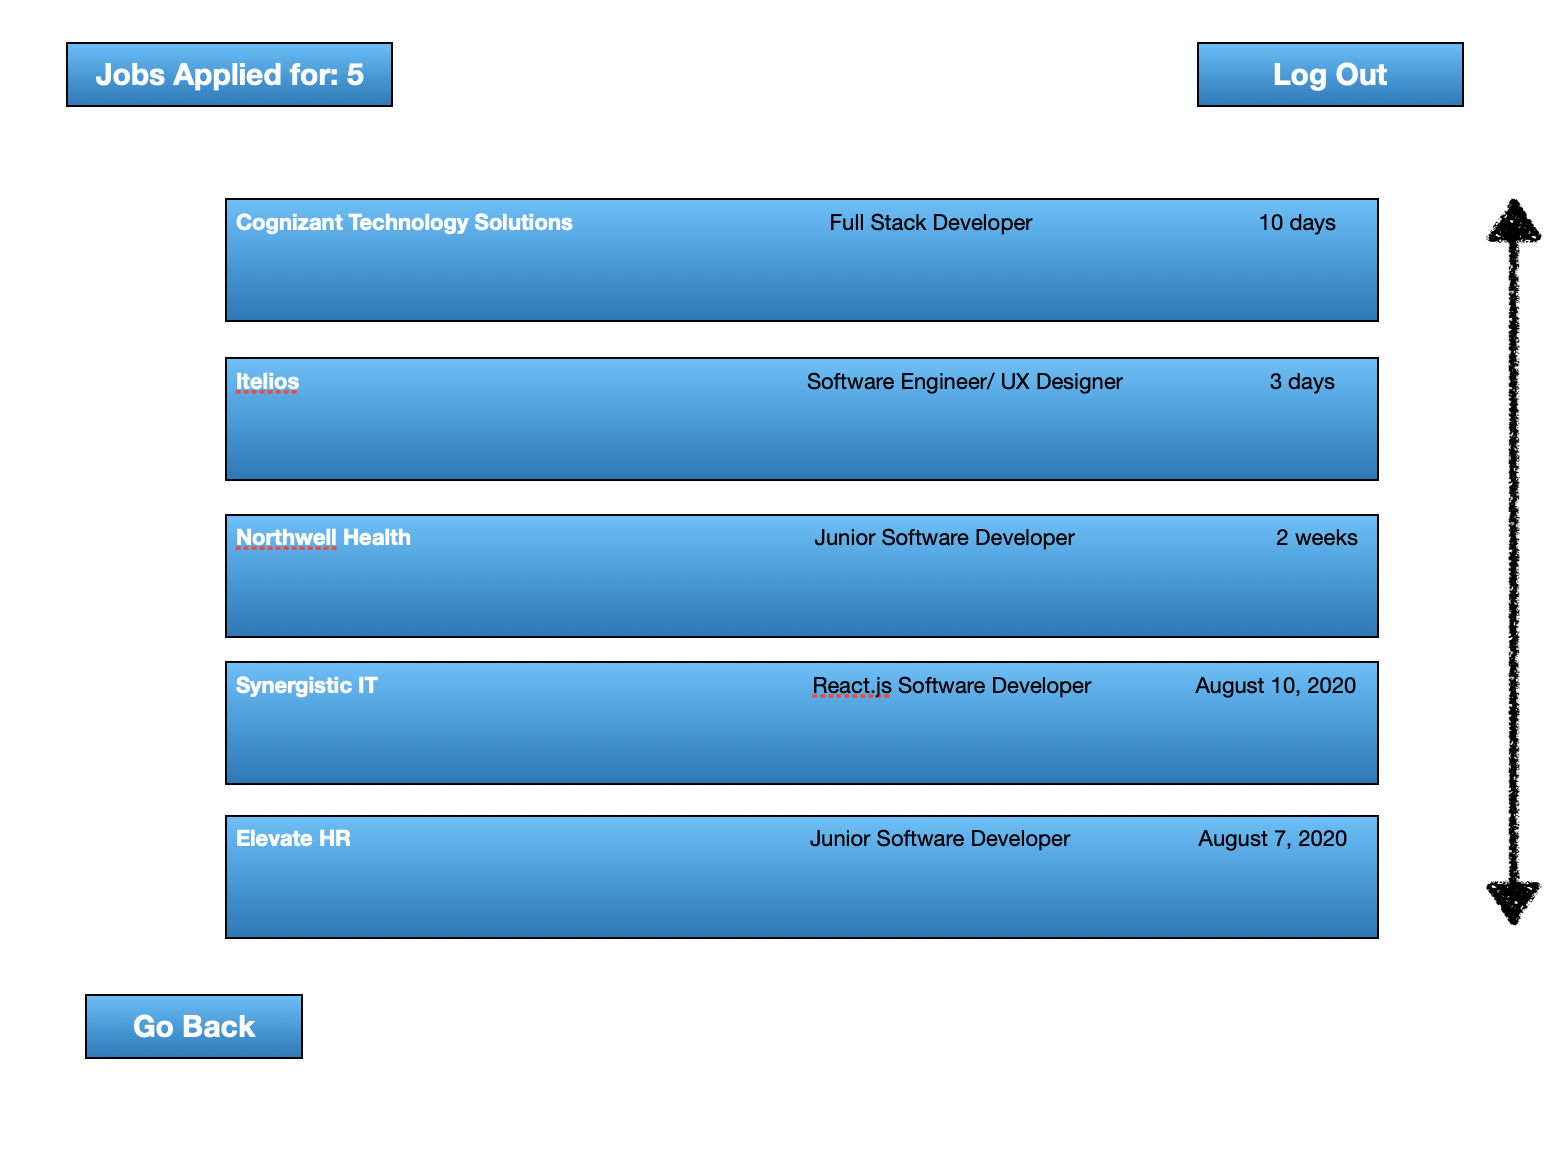 Jobs Applied for: 5
Log Out
Cognizant Technology Solutions Full Stack Developer 10 days
Itelios Software Engineer/ UX Designer 3 days
Northwell Health Junior Software Developer 2 weeks
Synergistic IT React.js Software Developer August 10, 2020
Elevate HR Junior Software Developer August 7, 2020
Go Back